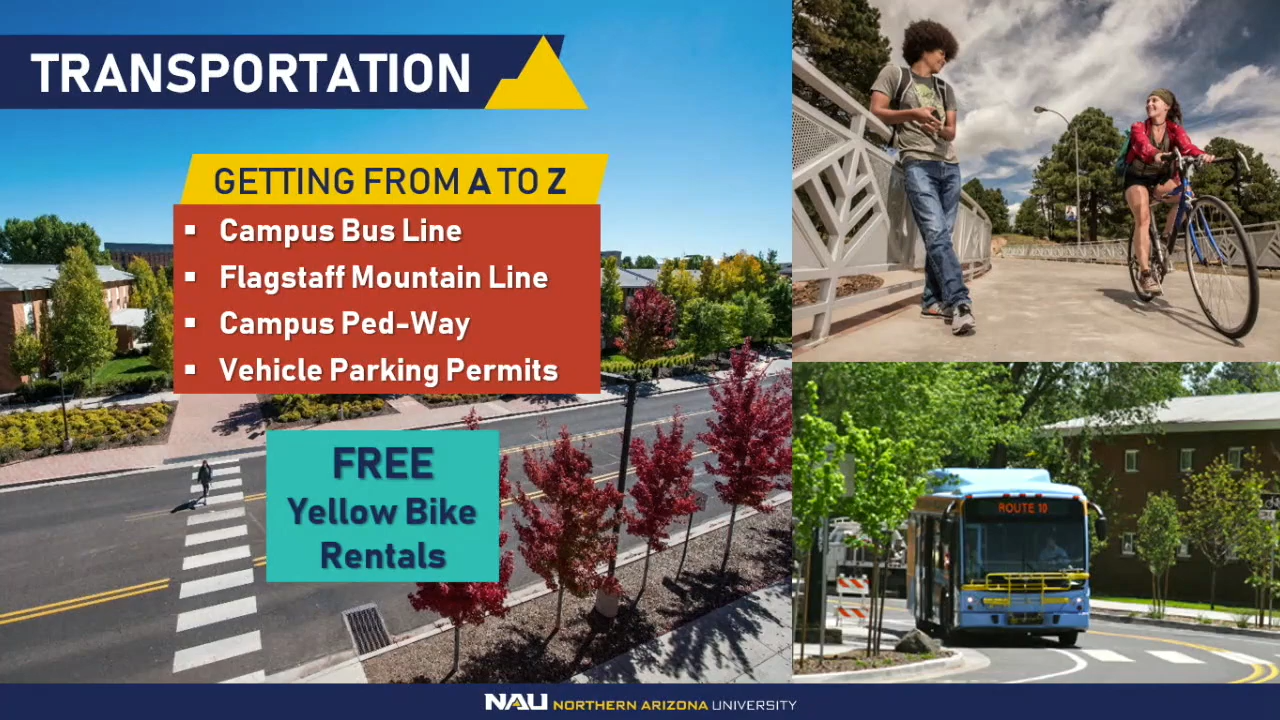 TRANSPORTATION
GETTING FROM A TO Z
▪ Campus Bus Line
▪ Flagstaff Mountain Line
▪ Campus Ped-Way
▪ Vehicle Parking Permits
FREE
Yellow Bike
Rentals
ROUTE 10
NAU NORTHERN ARIZONA UNIVERSITY